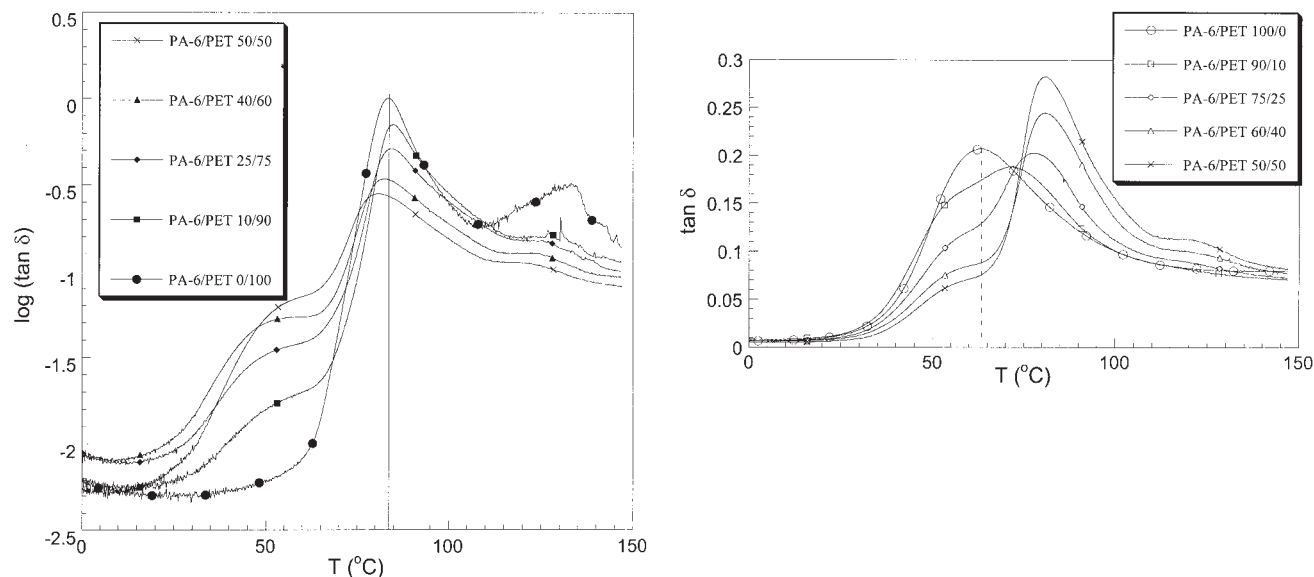 0.5
0
-0.5
-1
-1.5
-2
-2.5
log (tan δ)
PA-6/PET 50/50
PA-6/PET 40/60
PA-6/PET 25/75
PA-6/PET 10/90
PA-6/PET 0/100
0
50
100
150
T (°C)
0.3
0.25
0.2
0.15
0.1
0.05
0
tan δ
PA-6/PET 100/0
PA-6/PET 90/10
PA-6/PET 75/25
PA-6/PET 60/40
PA-6/PET 50/50
0
50
100
150
T (°C)